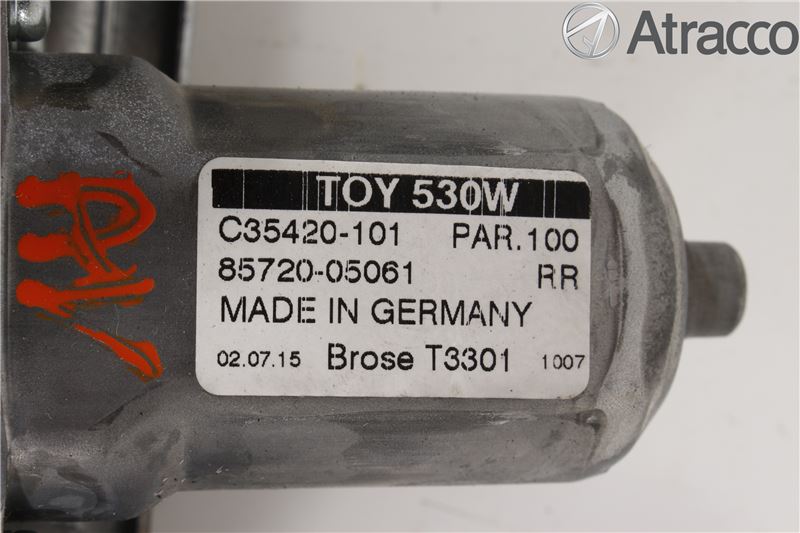 Atracco
TOY 530W
C35420-101 PAR.100
85720-05061 RR
MADE IN GERMANY
02.07.15 Brose T3301 1007